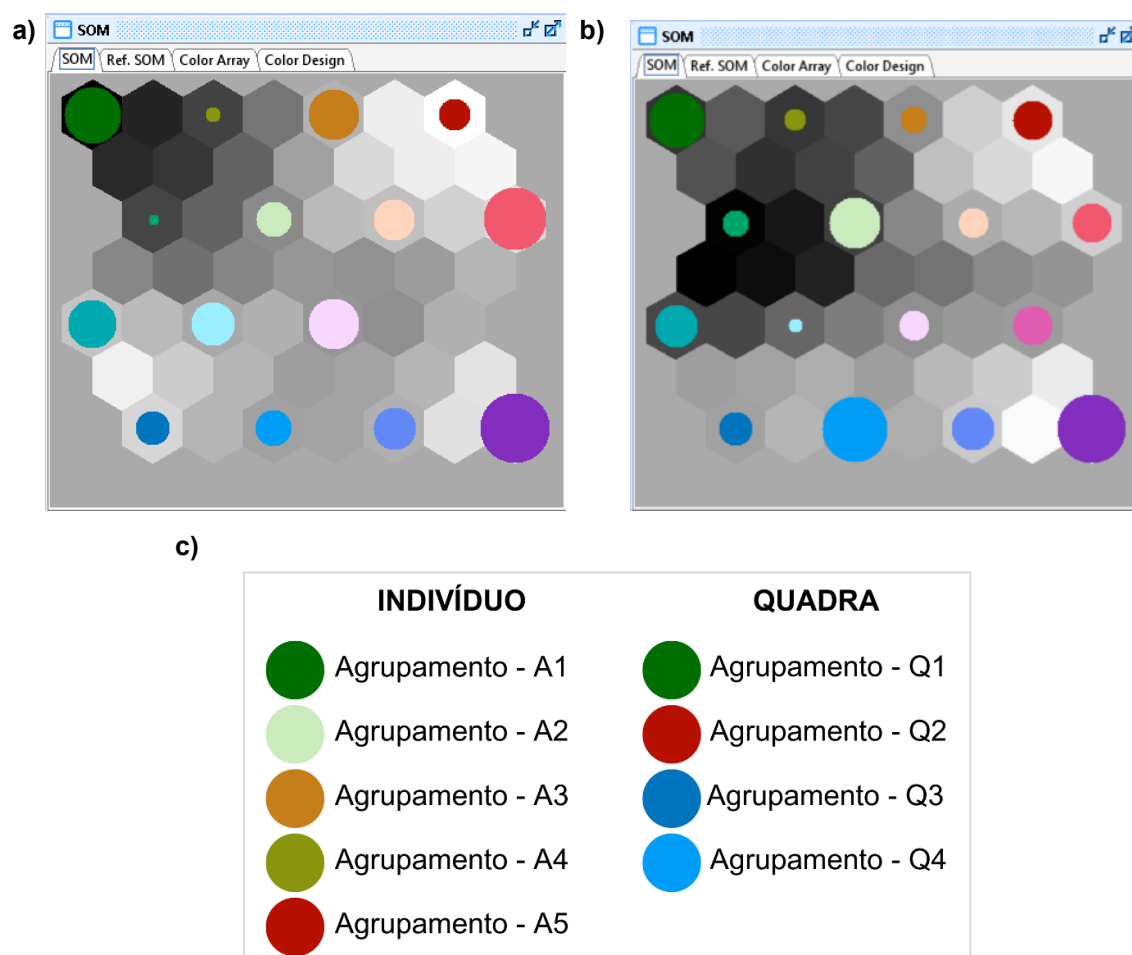 a)
SOM
SOM Ref. SOM Color Array Color Design
b)
SOM
SOM Ref. SOM Color Array Color Design
c)
INDIVÍDUO
Agrupamento - A1
Agrupamento - A2
Agrupamento - A3
Agrupamento - A4
Agrupamento - A5
QUADRA
Agrupamento - Q1
Agrupamento - Q2
Agrupamento - Q3
Agrupamento - Q4